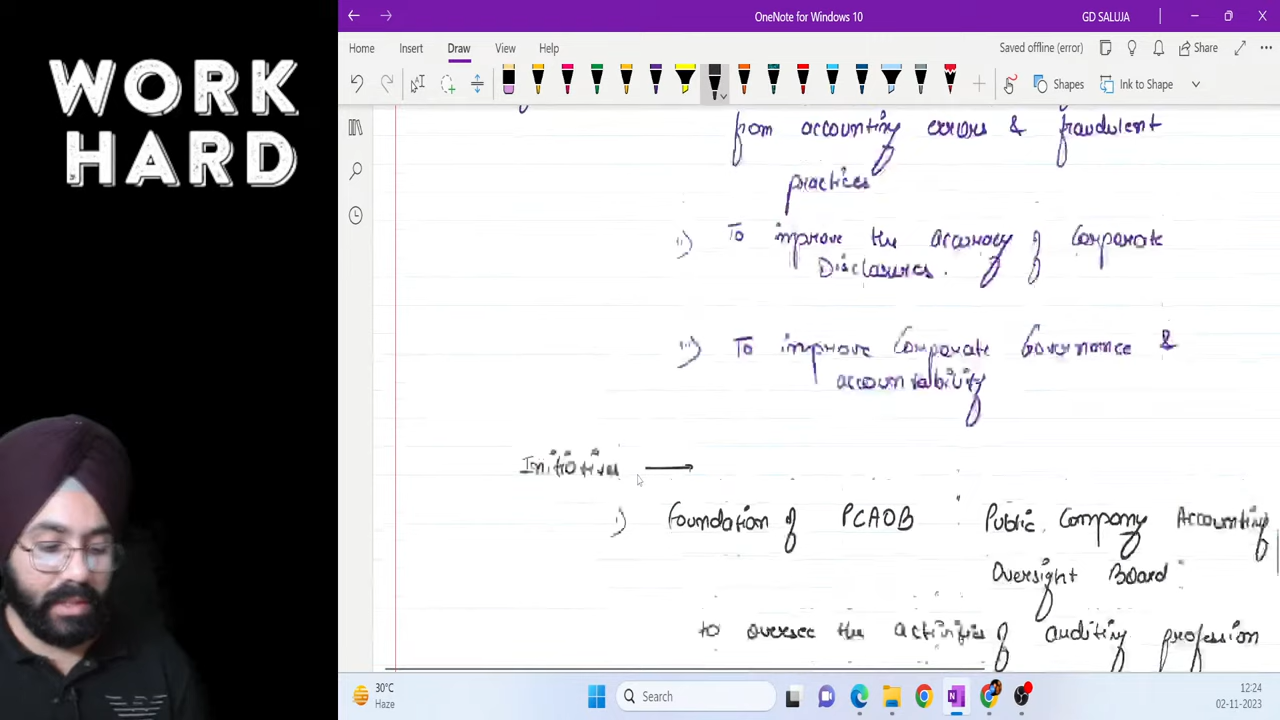 WORK
HARD
OneNote for Windows 10
GD SALUJA
Home
Insert
Draw
View
Help
Saved offline (error)
Share
Shapes
Ink to Shape
from accounting errors & fraudulent
practices
ii) To improve the accuracy of Corporate
Disclosures.
iii) To improve Corporate Governance &
accountability
Initiatives →
i) Foundation of PCAOB : Public Company Accounting
Oversight Board
to oversee the activities of auditing profession
30°C
Haze
Search
12:24
02-11-2023